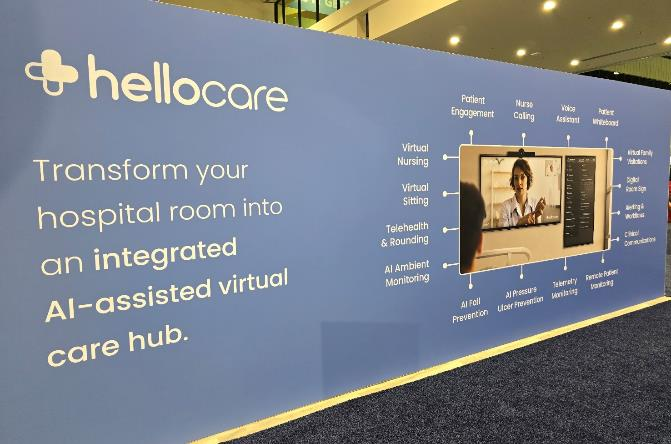 hellocare
Transform your
hospital room into
an integrated
AI-assisted virtual
care hub.
Patient
Engagement
Nurse
Calling
Voice
Assistant
Patient
Whiteboard
Virtual
Nursing
Virtual
Sitting
Telehealth
& Rounding
AI Ambient
Monitoring
Virtual Family
Visitations
Digital
Room Sign
Alerting &
Workflows
Clinical
Communications
AI Fall
Prevention
AI Pressure
Ulcer Prevention
Telemetry
Monitoring
Remote Patient
Monitoring